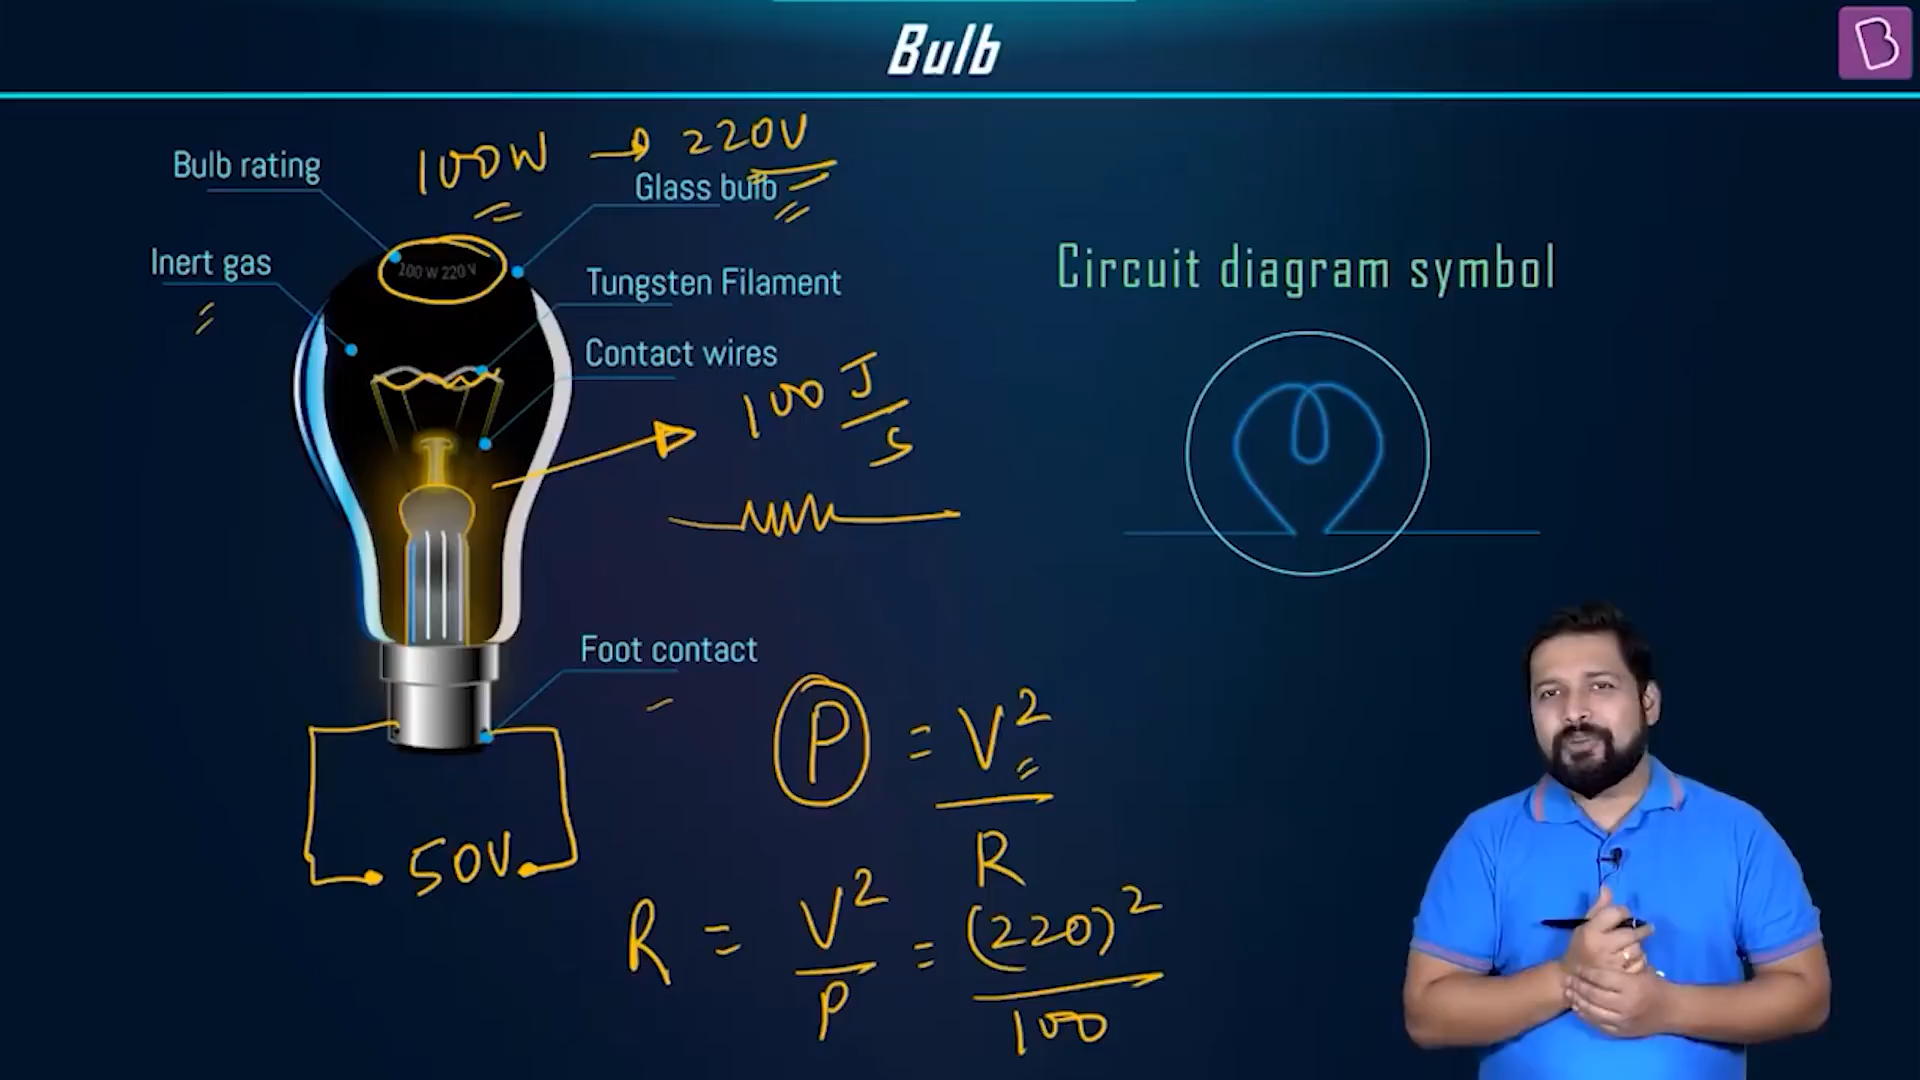 Bulb
B
Bulb rating
100W → 220V
Glass bulb
Inert gas
100 W 220 V
Tungsten Filament
Circuit diagram symbol
Contact wires
100 J/s
Foot contact
P = V²/R
50V
R = V²/P = (220)²/100